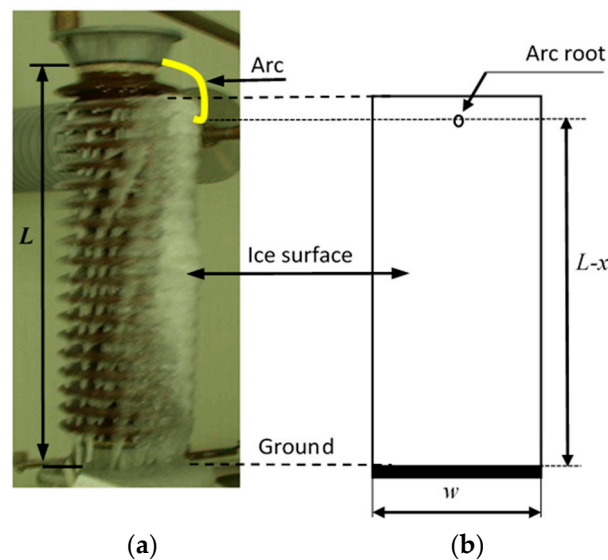 Arc
Arc root
L
Ice surface
L-x
Ground
w
(a)
(b)